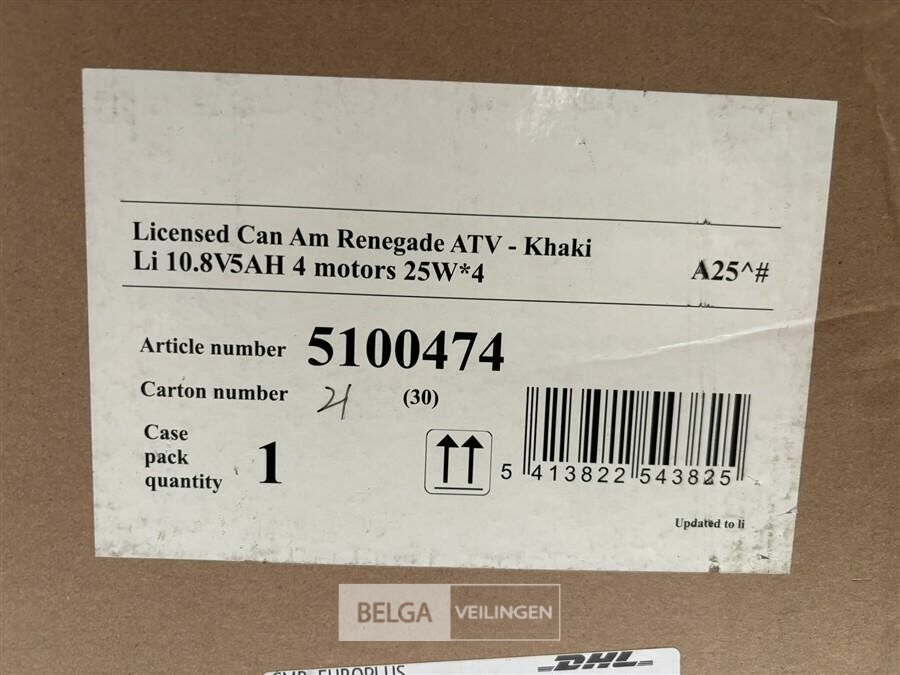 Licensed Can Am Renegade ATV - Khaki
Li 10.8V5AH 4 motors 25W*4
A25^#
Article number 5100474
Carton number 21 (30)
Case
pack
quantity 1
5 413822 543825
Updated to li
BELGA VEILINGEN
EUROPLUS
DHL